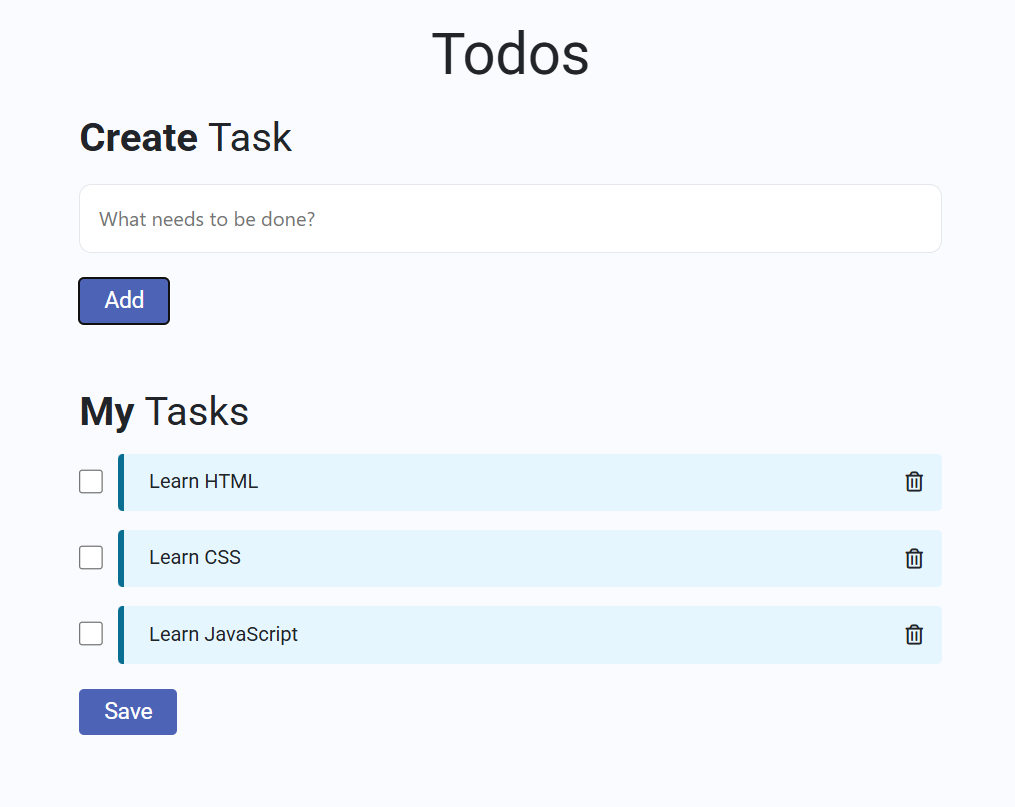 Todos
Create Task
What needs to be done?
Add
My Tasks
Learn HTML
Learn CSS
Learn JavaScript
Save